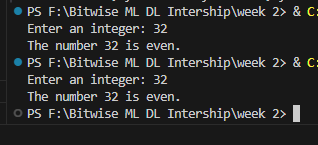 PS F:\Bitwise ML DL Intership\week 2> & C:
Enter an integer: 32
The number 32 is even.
PS F:\Bitwise ML DL Intership\week 2> & C:
Enter an integer: 32
The number 32 is even.
PS F:\Bitwise ML DL Intership\week 2>